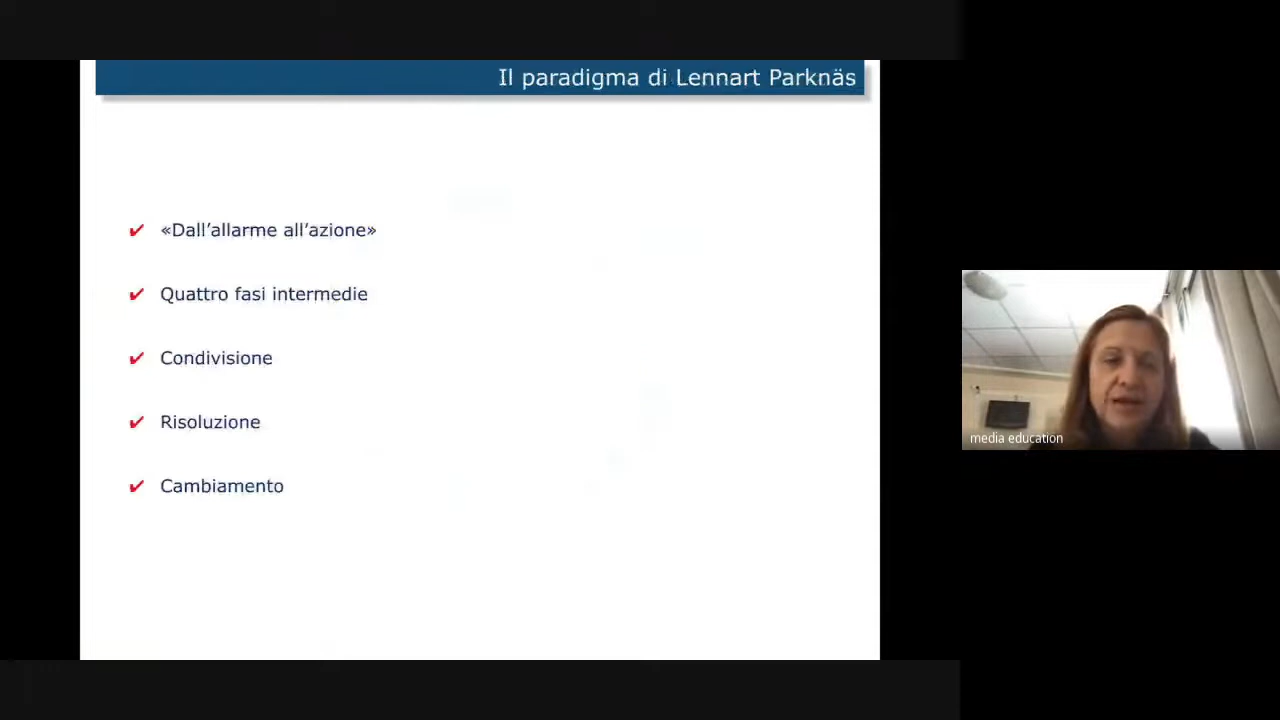 Il paradigma di Lennart Parknäs
✔ «Dall’allarme all’azione»
✔ Quattro fasi intermedie
✔ Condivisione
✔ Risoluzione
✔ Cambiamento
media education